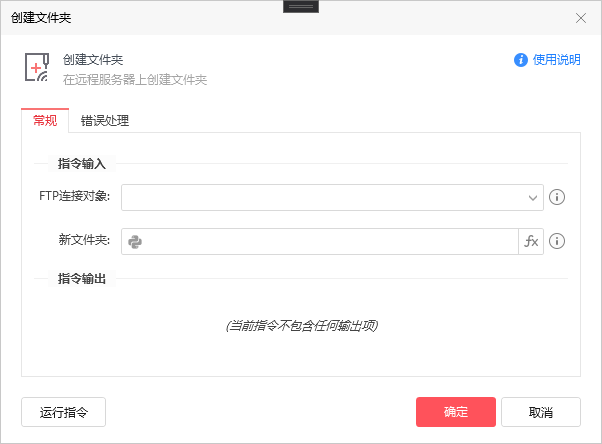 创建文件夹
创建文件夹
使用说明
在远程服务器上创建文件夹
常规
错误处理
指令输入
FTP连接对象:
新文件夹:
fx
指令输出
(当前指令不包含任何输出项)
运行指令
确定
取消